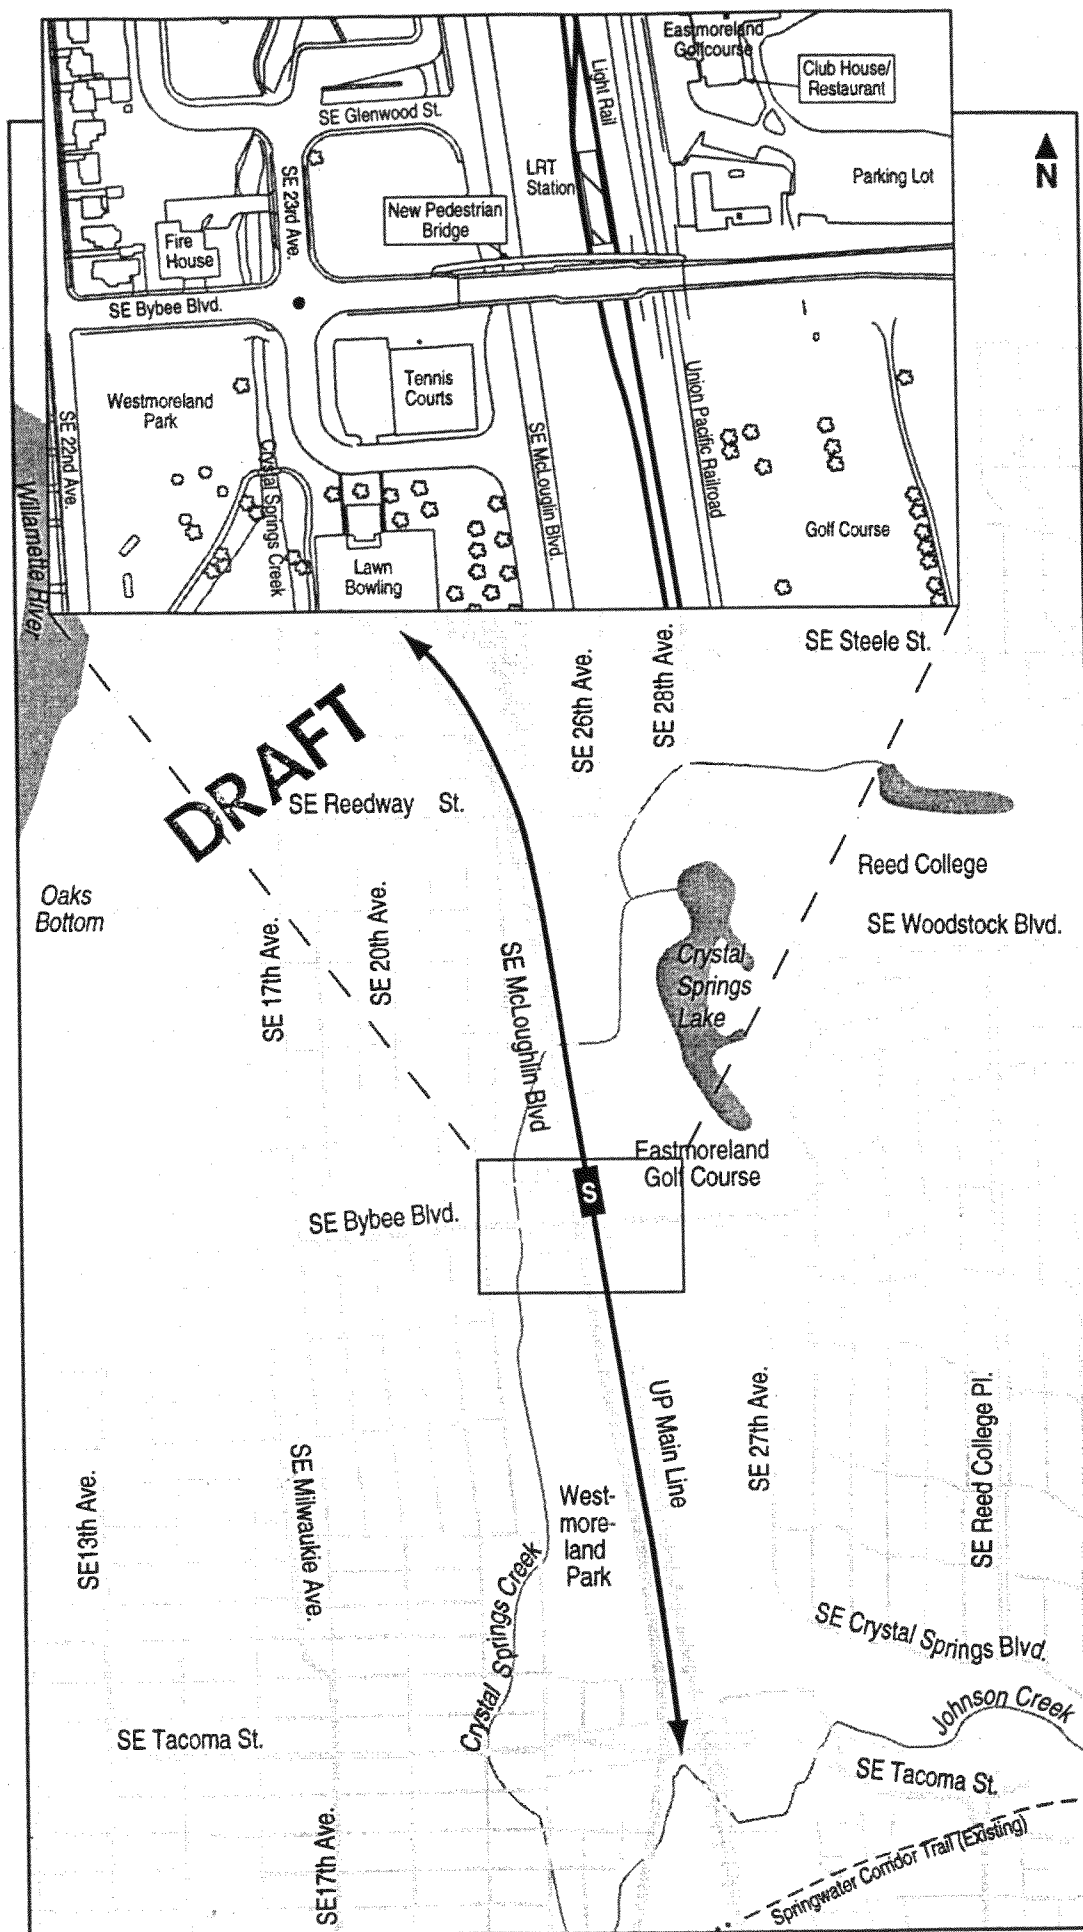 Eastmoreland
Golfcourse
Club House/
Restaurant
Light Rail
SE Glenwood St.
N
LRT
Station
Parking Lot
SE 23rd Ave.
New Pedestrian
Bridge
Fire
House
SE Bybee Blvd.
Tennis
Courts
Westmoreland
Park
Union Pacific Railroad
SE 22nd Ave.
SE McLouglin Blvd.
Crystal Springs Creek
Golf Course
Willamette River
Lawn
Bowling
SE Steele St.
SE 26th Ave.
SE 28th Ave.
DRAFT
SE Reedway St.
Reed College
Oaks
Bottom
SE Woodstock Blvd.
SE 17th Ave.
SE 20th Ave.
Crystal
Springs
Lake
SE McLoughlin Blvd
Eastmoreland
Golf Course
S
SE Bybee Blvd.
UP Main Line
SE 27th Ave.
SE Reed College Pl.
SE13th Ave.
SE Milwaukie Ave.
West-
more-
land
Park
Crystal Springs Creek
SE Crystal Springs Blvd.
Johnson Creek
SE Tacoma St.
SE Tacoma St.
SE17th Ave.
Springwater Corridor Trail (Existing)